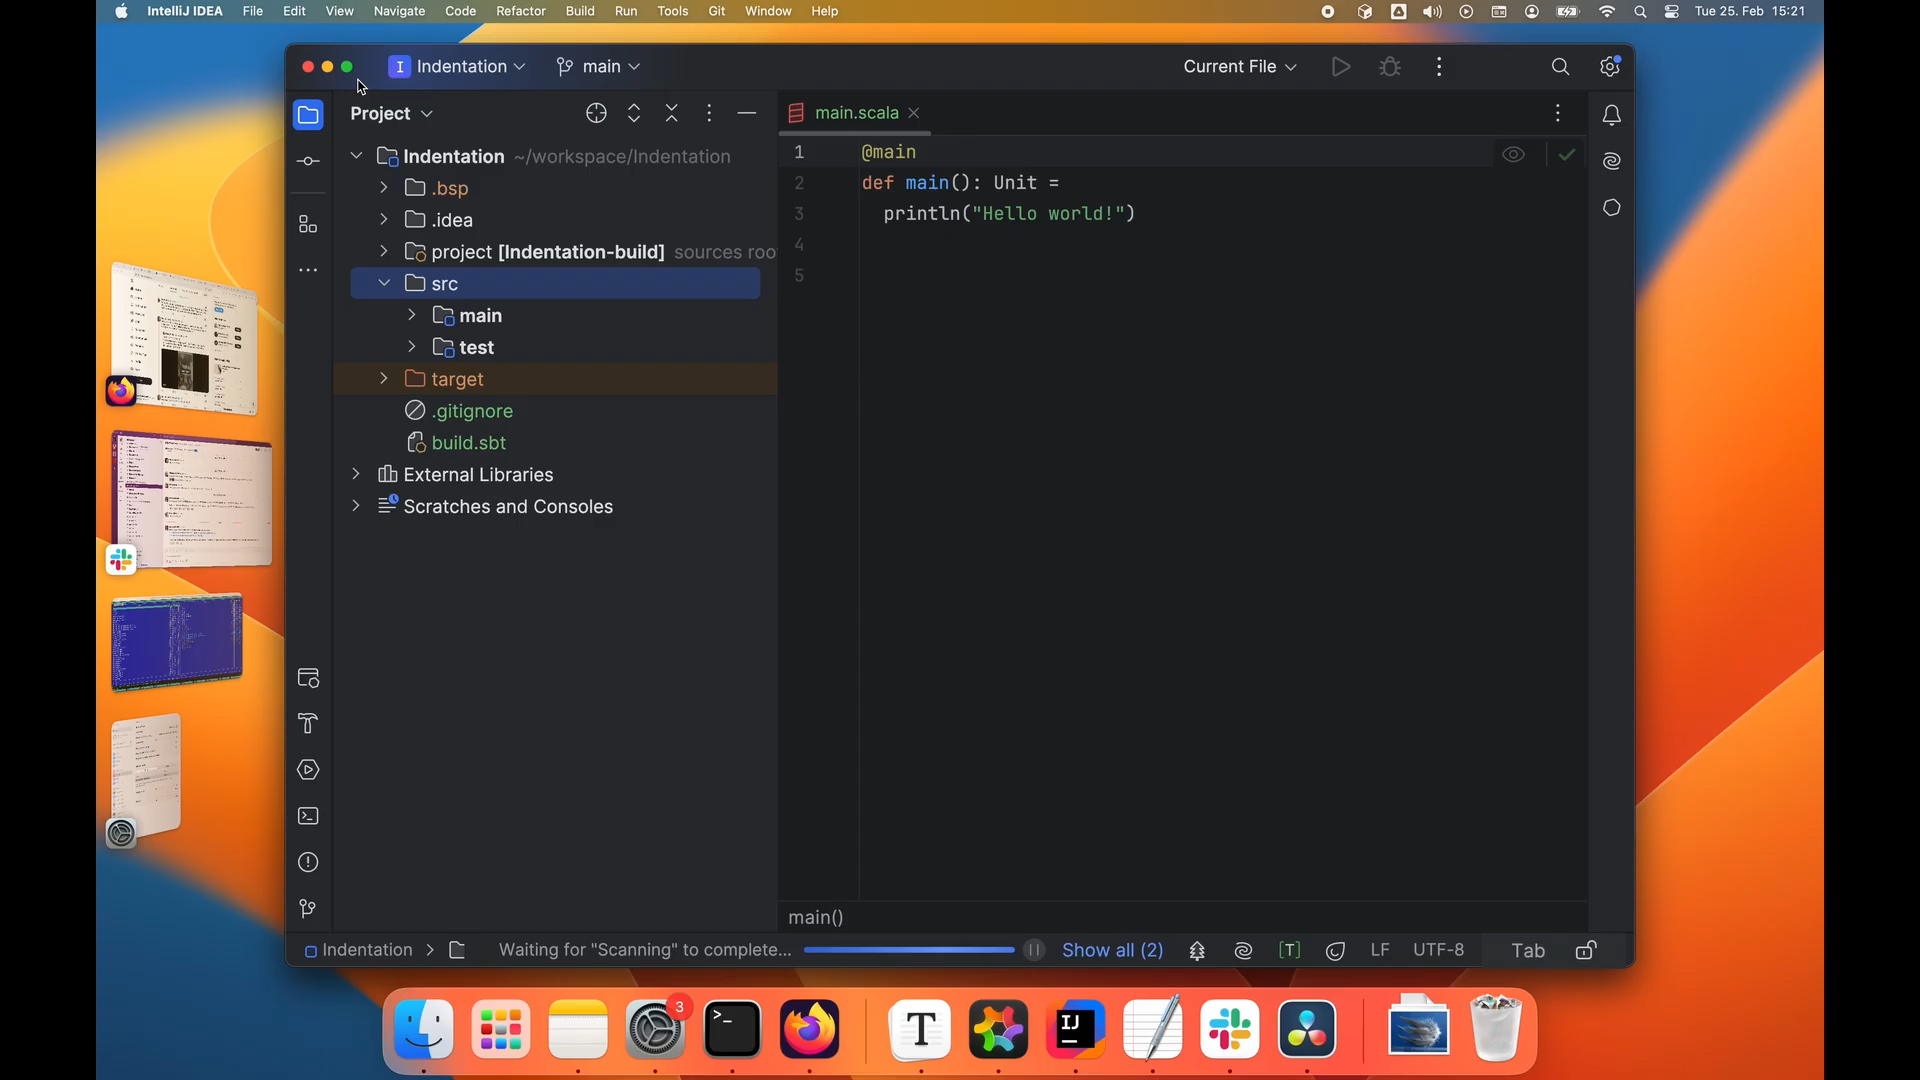 IntelliJ IDEA File Edit View Navigate Code Refactor Build Run Tools Git Window Help Tue 25. Feb 15:21
I Indentation main Current File
Project main.scala
Indentation ~/workspace/Indentation
.bsp
.idea
project [Indentation-build] sources roo
src
main
test
target
.gitignore
build.sbt
External Libraries
Scratches and Consoles
1 @main
2 def main(): Unit =
3 println("Hello world!")
4
5
main()
Indentation Waiting for "Scanning" to complete... Show all (2) [T] LF UTF-8 Tab
3
>_
T
IJ